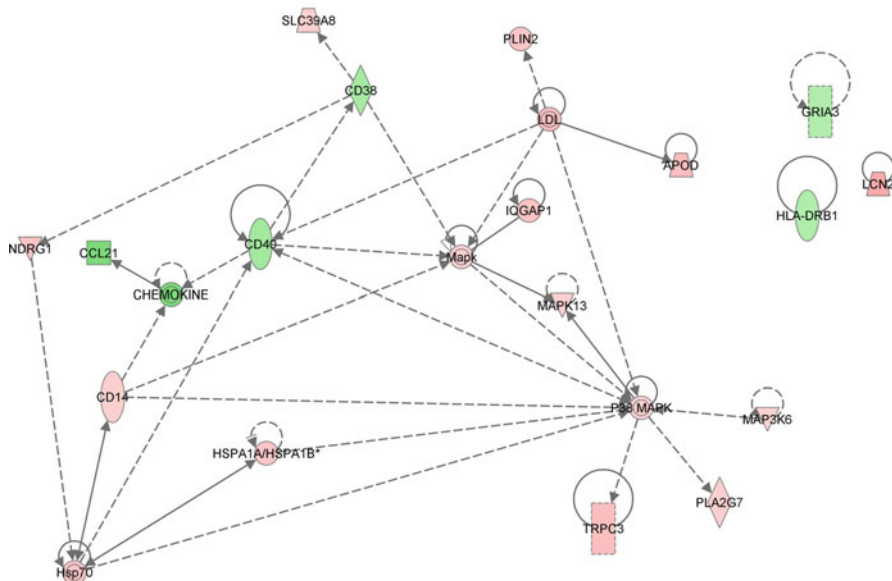 SLC39A8
PLIN2
CD38
GRIA3
LDL
APOD
LCN2
IQGAP1
HLA-DRB1
NDRG1
CCL21
CD40
Mapk
CHEMOKINE
MAPK13
CD14
P38 MAPK
MAP3K6
HSPA1A/HSPA1B*
PLA2G7
TRPC3
Hsp70